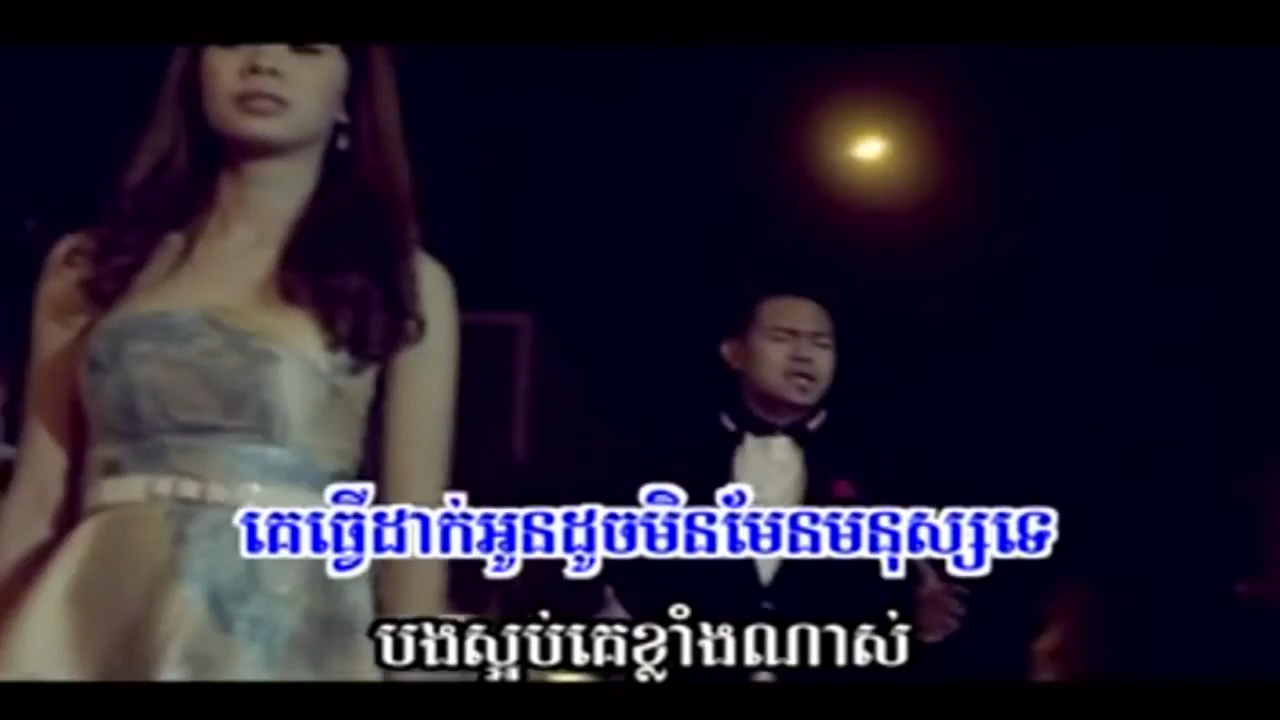 គេធ្វើដាក់អូនដូចមិនមែនមនុស្សទេ
បងស្អប់គេខ្លាំងណាស់